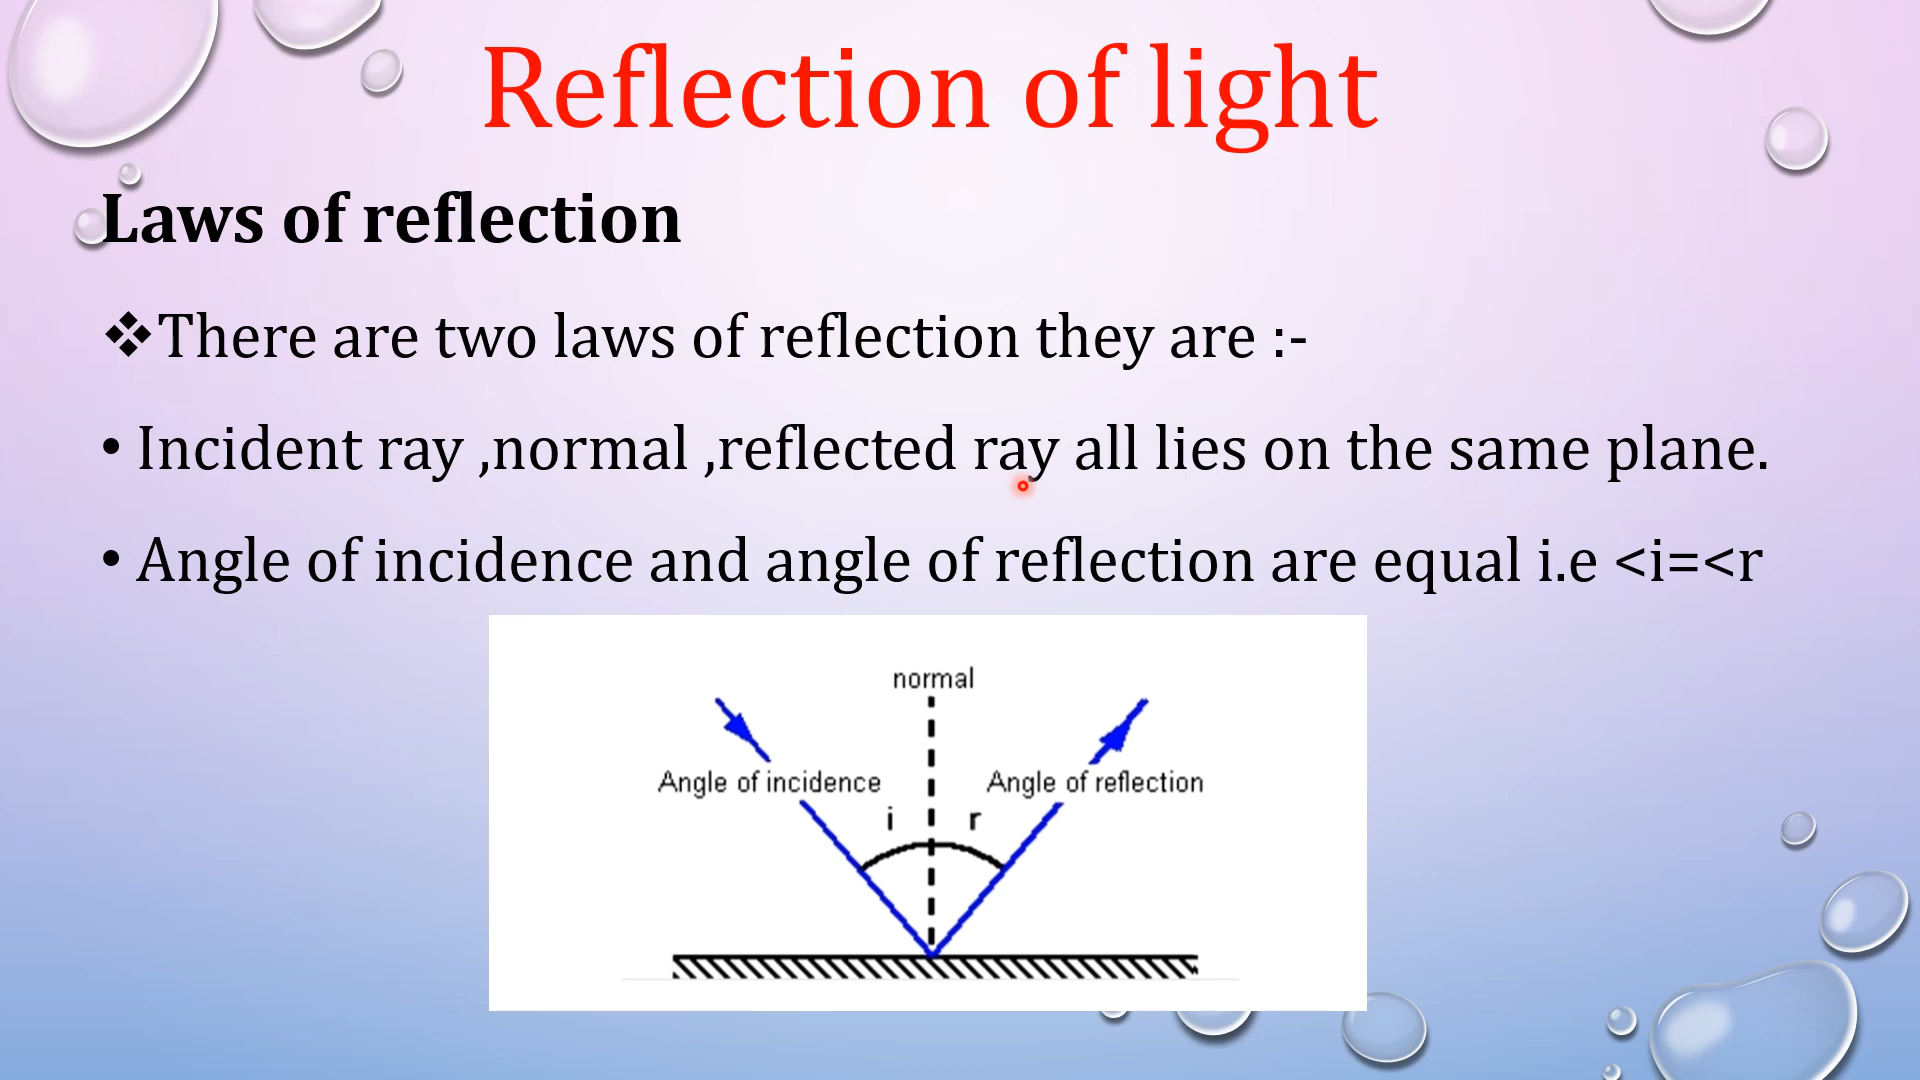 Reflection of light
Laws of reflection
❖There are two laws of reflection they are :-
• Incident ray ,normal ,reflected ray all lies on the same plane.
• Angle of incidence and angle of reflection are equal i.e <i=<r
normal
Angle of incidence
Angle of reflection
i
r